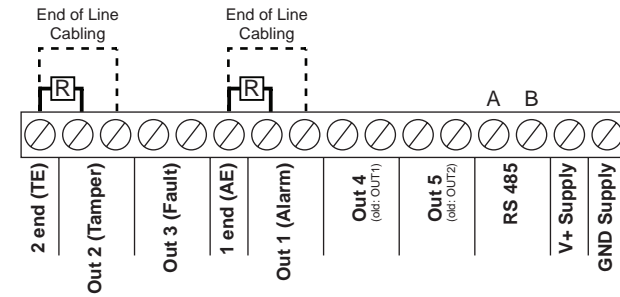 End of Line
Cabling
End of Line
Cabling
R
R
A
B
2 end (TE)
Out 2 (Tamper)
Out 3 (Fault)
1 end (AE)
Out 1 (Alarm)
Out 4
(old: OUT1)
Out 5
(old: OUT2)
RS 485
V+ Supply
GND Supply